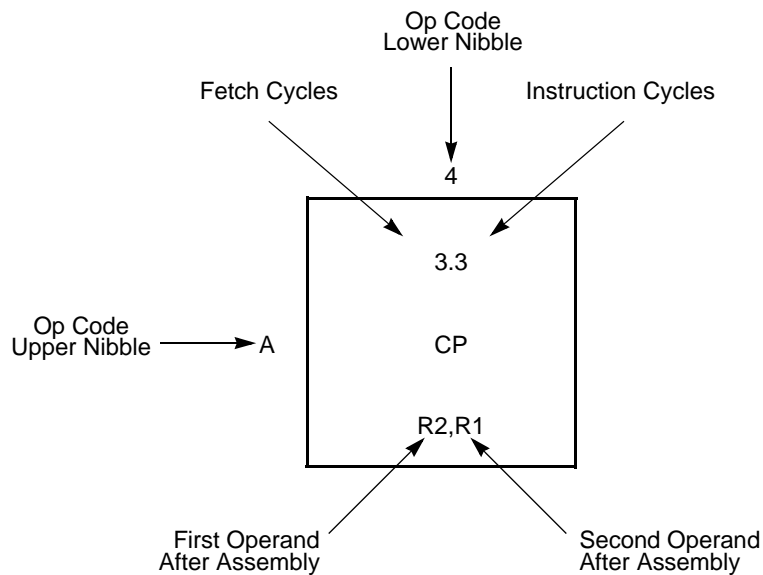 Op Code
Lower Nibble
Fetch Cycles
Instruction Cycles
4
3.3
Op Code
Upper Nibble
A
CP
R2,R1
First Operand
After Assembly
Second Operand
After Assembly